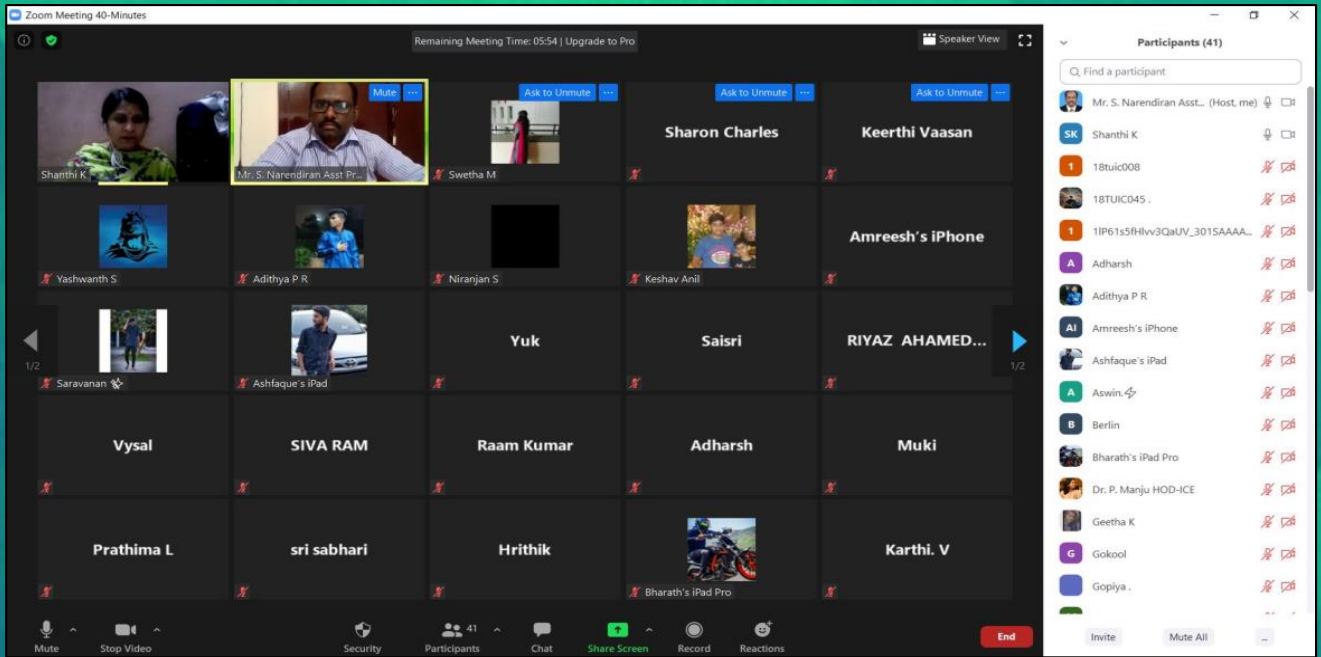 Zoom Meeting 40-Minutes
Remaining Meeting Time: 05:54 | Upgrade to Pro
Speaker View
Shanthi K
Mute ...
Mr. S. Narendiran Asst Pr...
Ask to Unmute ...
Swetha M
Ask to Unmute ...
Sharon Charles
Ask to Unmute ...
Keerthi Vaasan
Yashwanth S
Adithya P R
Niranjan S
Keshav Anil
Amreesh's iPhone
1/2
Saravanan
Ashfaque's iPad
Yuk
Saisri
RIYAZ AHAMED...
1/2
Vysal
SIVA RAM
Raam Kumar
Adharsh
Muki
Prathima L
sri sabhari
Hrithik
Bharath's iPad Pro
Karthi. V
Mute
Stop Video
Security
Participants 41
Chat
Share Screen
Record
Reactions
End
Participants (41)
Find a participant
Mr. S. Narendiran Asst... (Host, me)
SK Shanthi K
1 18tuic008
18TUIC045 .
1
A Adharsh
Adithya P R
AI Amreesh's iPhone
Ashfaque's iPad
A Aswin.
B Berlin
Bharath's iPad Pro
Dr. P. Manju HOD-ICE
Geetha K
G Gokool
Gopiya .
Invite
Mute All
...